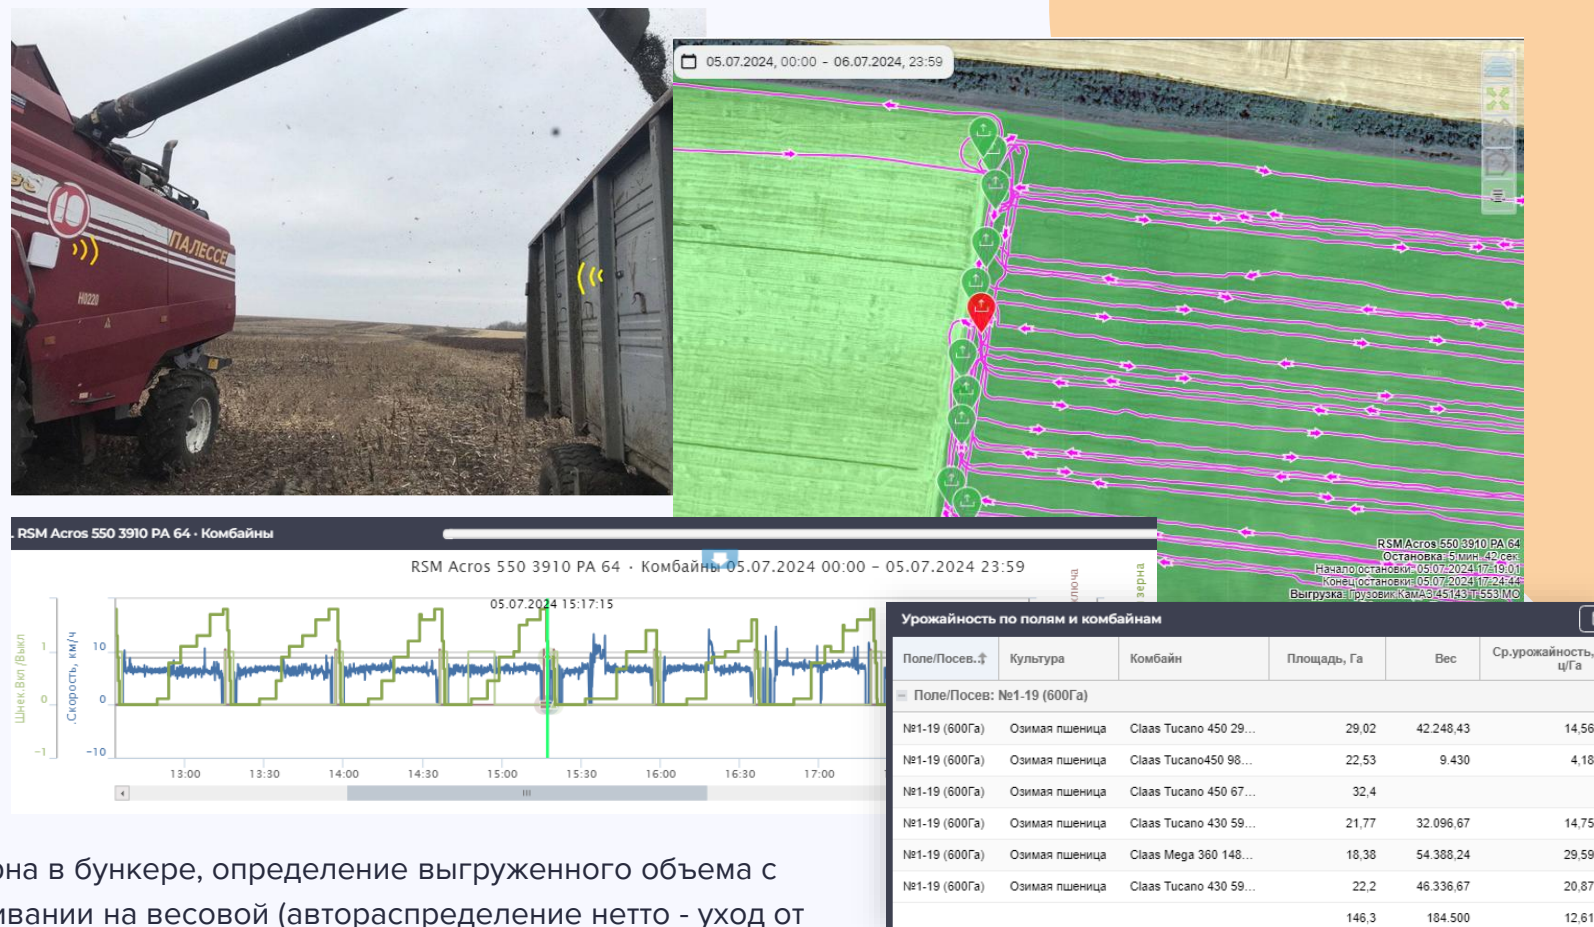 10
ПАЛЕССЕ
H0220
05.07.2024, 00:00 - 06.07.2024, 23:59
RSM Acros 550 3910 РА 64
Остановка: 5 мин. 42 сек.
Начало остановки: 05.07.2024 17:19:01
Конец остановки: 05.07.2024 17:24:44
Выгрузка: Грузовик КамАЗ 45143 Т 553 МО
. RSM Acros 550 3910 РА 64 · Комбайны
RSM Acros 550 3910 РА 64 · Комбайны 05.07.2024 00:00 – 05.07.2024 23:59
05.07.2024 15:17:15
Шнек.Вкл /Выкл
1
0
−1
.Скорость, км/ч
10
0
−10
ключа
зерна
13:00 13:30 14:00 14:30 15:00 15:30 16:00 16:30 17:00
Урожайность по полям и комбайнам
Поле/Посев. Культура Комбайн Площадь, Га Вес Ср.урожайность, ц/Га
Поле/Посев: №1-19 (600Га)
№1-19 (600Га) Озимая пшеница Claas Tucano 450 29... 29,02 42.248,43 14,56
№1-19 (600Га) Озимая пшеница Claas Tucano450 98... 22,53 9.430 4,18
№1-19 (600Га) Озимая пшеница Claas Tucano 450 67... 32,4
№1-19 (600Га) Озимая пшеница Claas Tucano 430 59... 21,77 32.096,67 14,75
№1-19 (600Га) Озимая пшеница Claas Mega 360 148... 18,38 54.388,24 29,59
№1-19 (600Га) Озимая пшеница Claas Tucano 430 59... 22,2 46.336,67 20,87
146,3 184.500 12,61
она в бункере, определение выгруженного объема с
ивании на весовой (автораспределение нетто - уход от